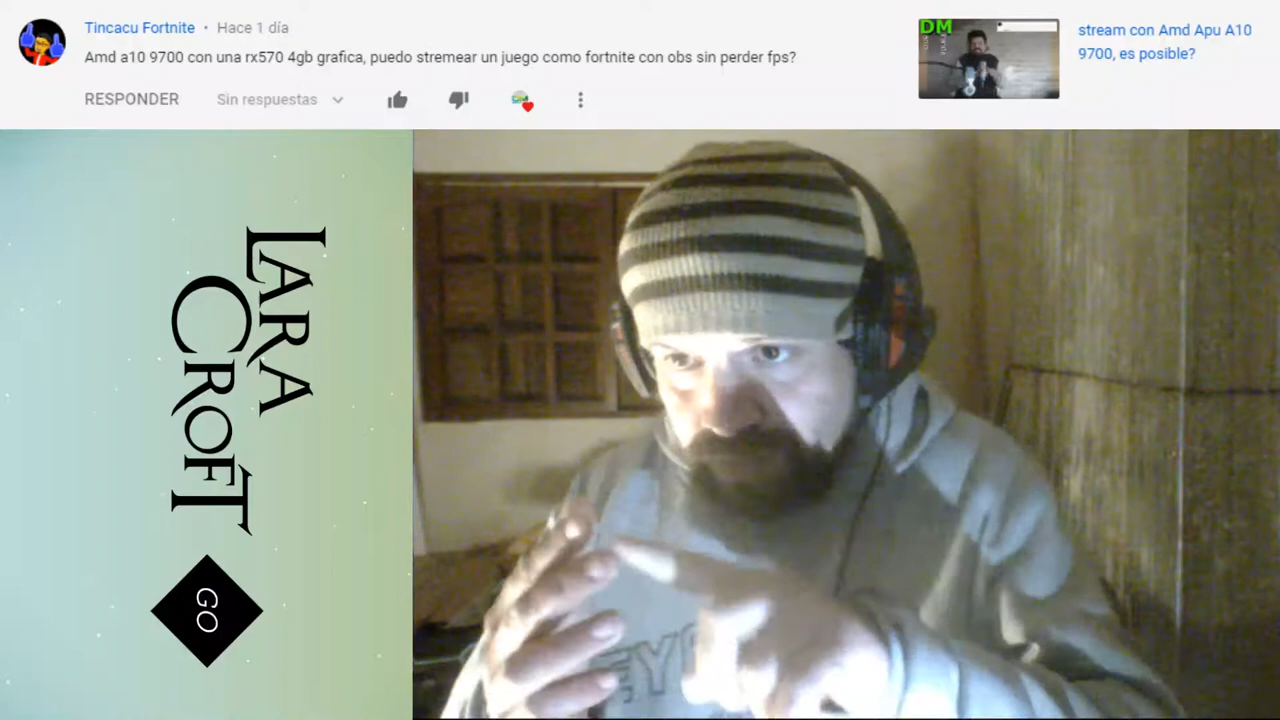 Tincacu Fortnite • Hace 1 día
Amd a10 9700 con una rx570 4gb grafica, puedo stremear un juego como fortnite con obs sin perder fps?
RESPONDER Sin respuestas
DM
stream con Amd Apu A10
9700, es posible?
LARA
CROFT
GO